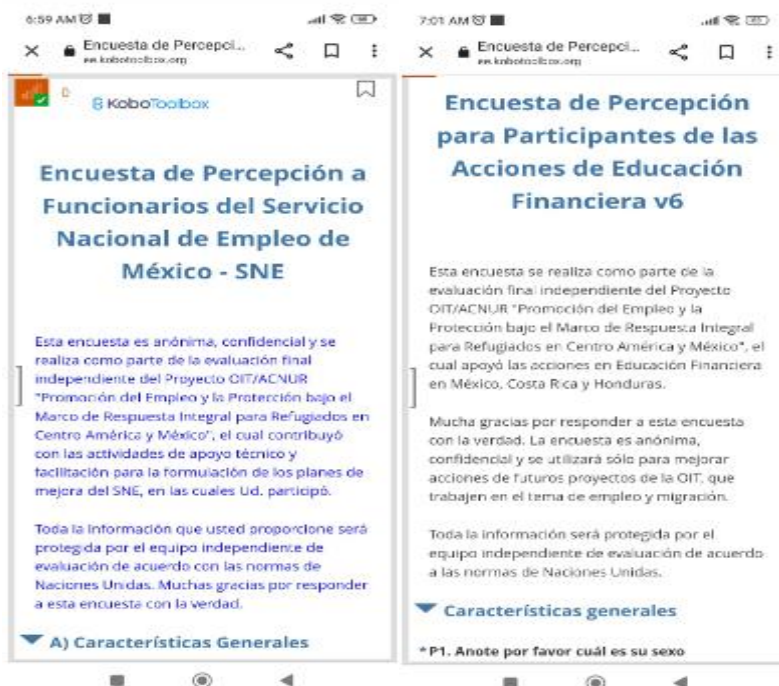 6:59 AM
Encuesta de Percepci...
ee.kobotoolbox.org
KoboToolbox
Encuesta de Percepción a
Funcionarios del Servicio
Nacional de Empleo de
México - SNE
Esta encuesta es anónima, confidencial y se
realiza como parte de la evaluación final
independiente del Proyecto OIT/ACNUR
"Promoción del Empleo y la Protección bajo el
Marco de Respuesta Integral para Refugiados en
Centro América y México", el cual contribuyó
con las actividades de apoyo técnico y
facilitación para la formulación de los planes de
mejora del SNE, en las cuales Ud. participó.
Toda la Información que usted proporcione será
protegida por el equipo independiente de
evaluación de acuerdo con las normas de
Naciones Unidas. Muchas gracias por responder
a esta encuesta con la verdad.
A) Características Generales
7:01 AM
Encuesta de Percepci...
ee.kobotoolbox.org
Encuesta de Percepción
para Participantes de las
Acciones de Educación
Financiera v6
Esta encuesta se realiza como parte de la
evaluación final independiente del Proyecto
OIT/ACNUR "Promoción del Empleo y la
Protección bajo el Marco de Respuesta Integral
para Refugiados en Centro América y México", el
cual apoyó las acciones en Educación Financiera
en México, Costa Rica y Honduras.
Mucha gracias por responder a esta encuesta
con la verdad. La encuesta es anónima,
confidencial y se utilizará sólo para mejorar
acciones de futuros proyectos de la OIT, que
trabajen en el tema de empleo y migración.
Toda la información será protegida por el
equipo independiente de evaluación de acuerdo
a las normas de Naciones Unidas.
Características generales
*P1. Anote por favor cuál es su sexo